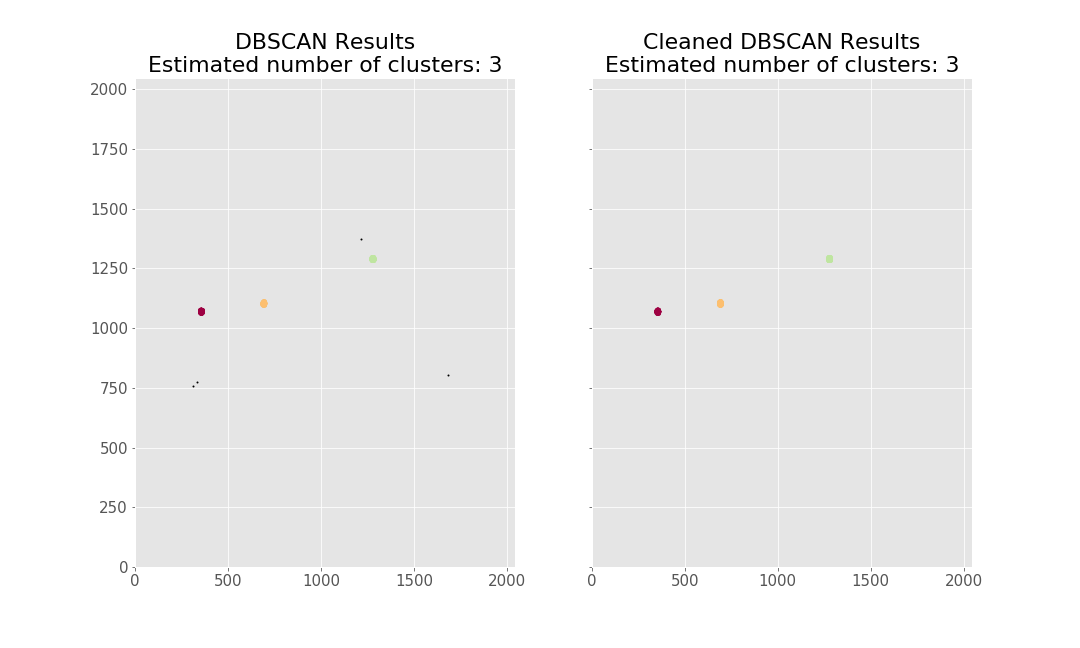 DBSCAN Results
Estimated number of clusters: 3
Cleaned DBSCAN Results
Estimated number of clusters: 3
2000
1750
1500
1250
1000
750
500
250
0
0 500 1000 1500 2000
0 500 1000 1500 2000